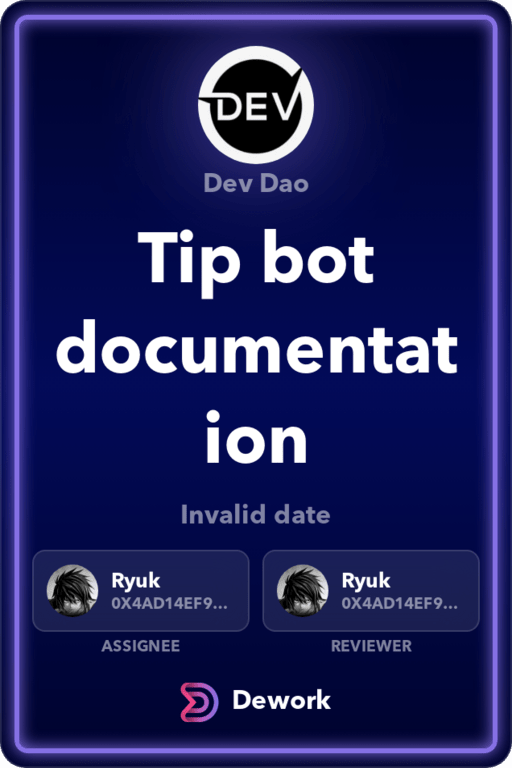 DEV
Dev Dao
Tip bot
documentat
ion
Invalid date
Ryuk
0X4AD14EF9...
ASSIGNEE
Ryuk
0X4AD14EF9...
REVIEWER
Dework